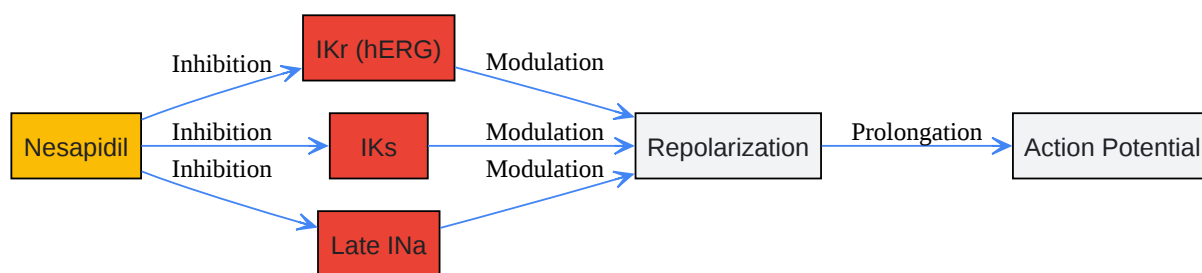 IKr (hERG)
Inhibition
Modulation
Nesapidil
Inhibition
IKs
Modulation
Repolarization
Prolongation
Action Potential
Inhibition
Modulation
Late INa